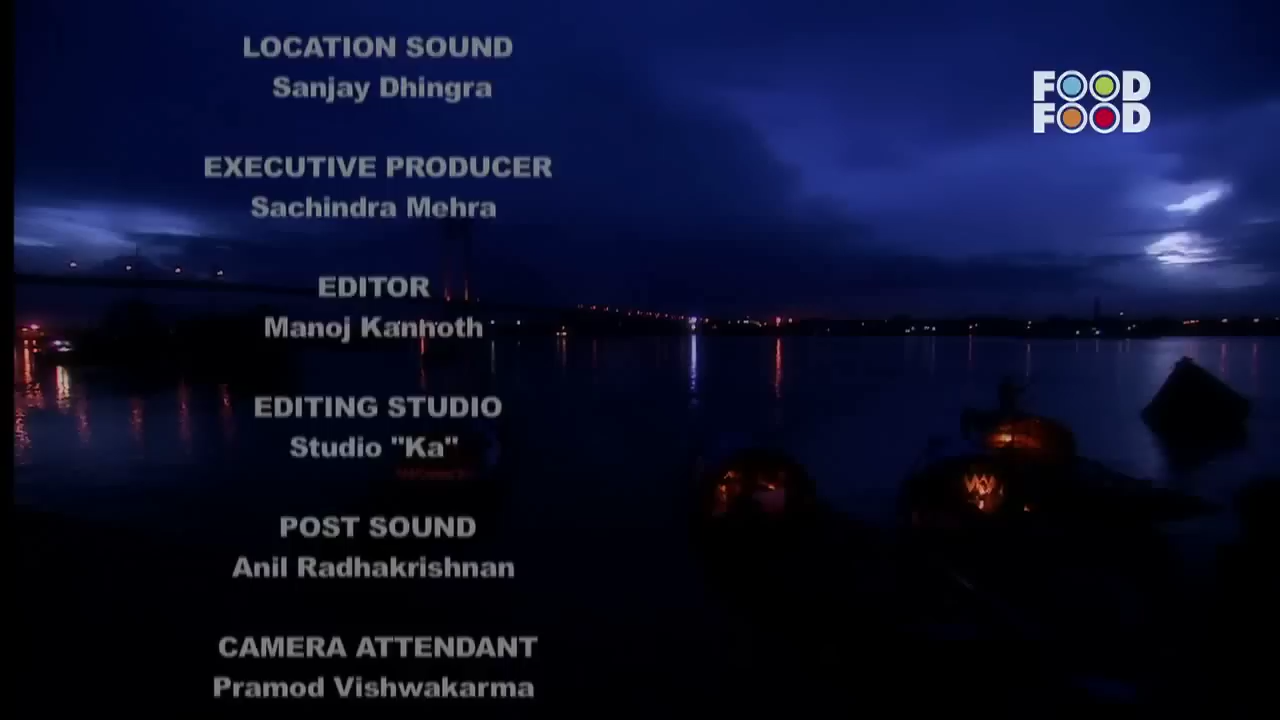 LOCATION SOUND
Sanjay Dhingra
FOOD
FOOD
EXECUTIVE PRODUCER
Sachindra Mehra
EDITOR
Manoj Kannoth
EDITING STUDIO
Studio "Ka"
POST SOUND
Anil Radhakrishnan
CAMERA ATTENDANT
Pramod Vishwakarma